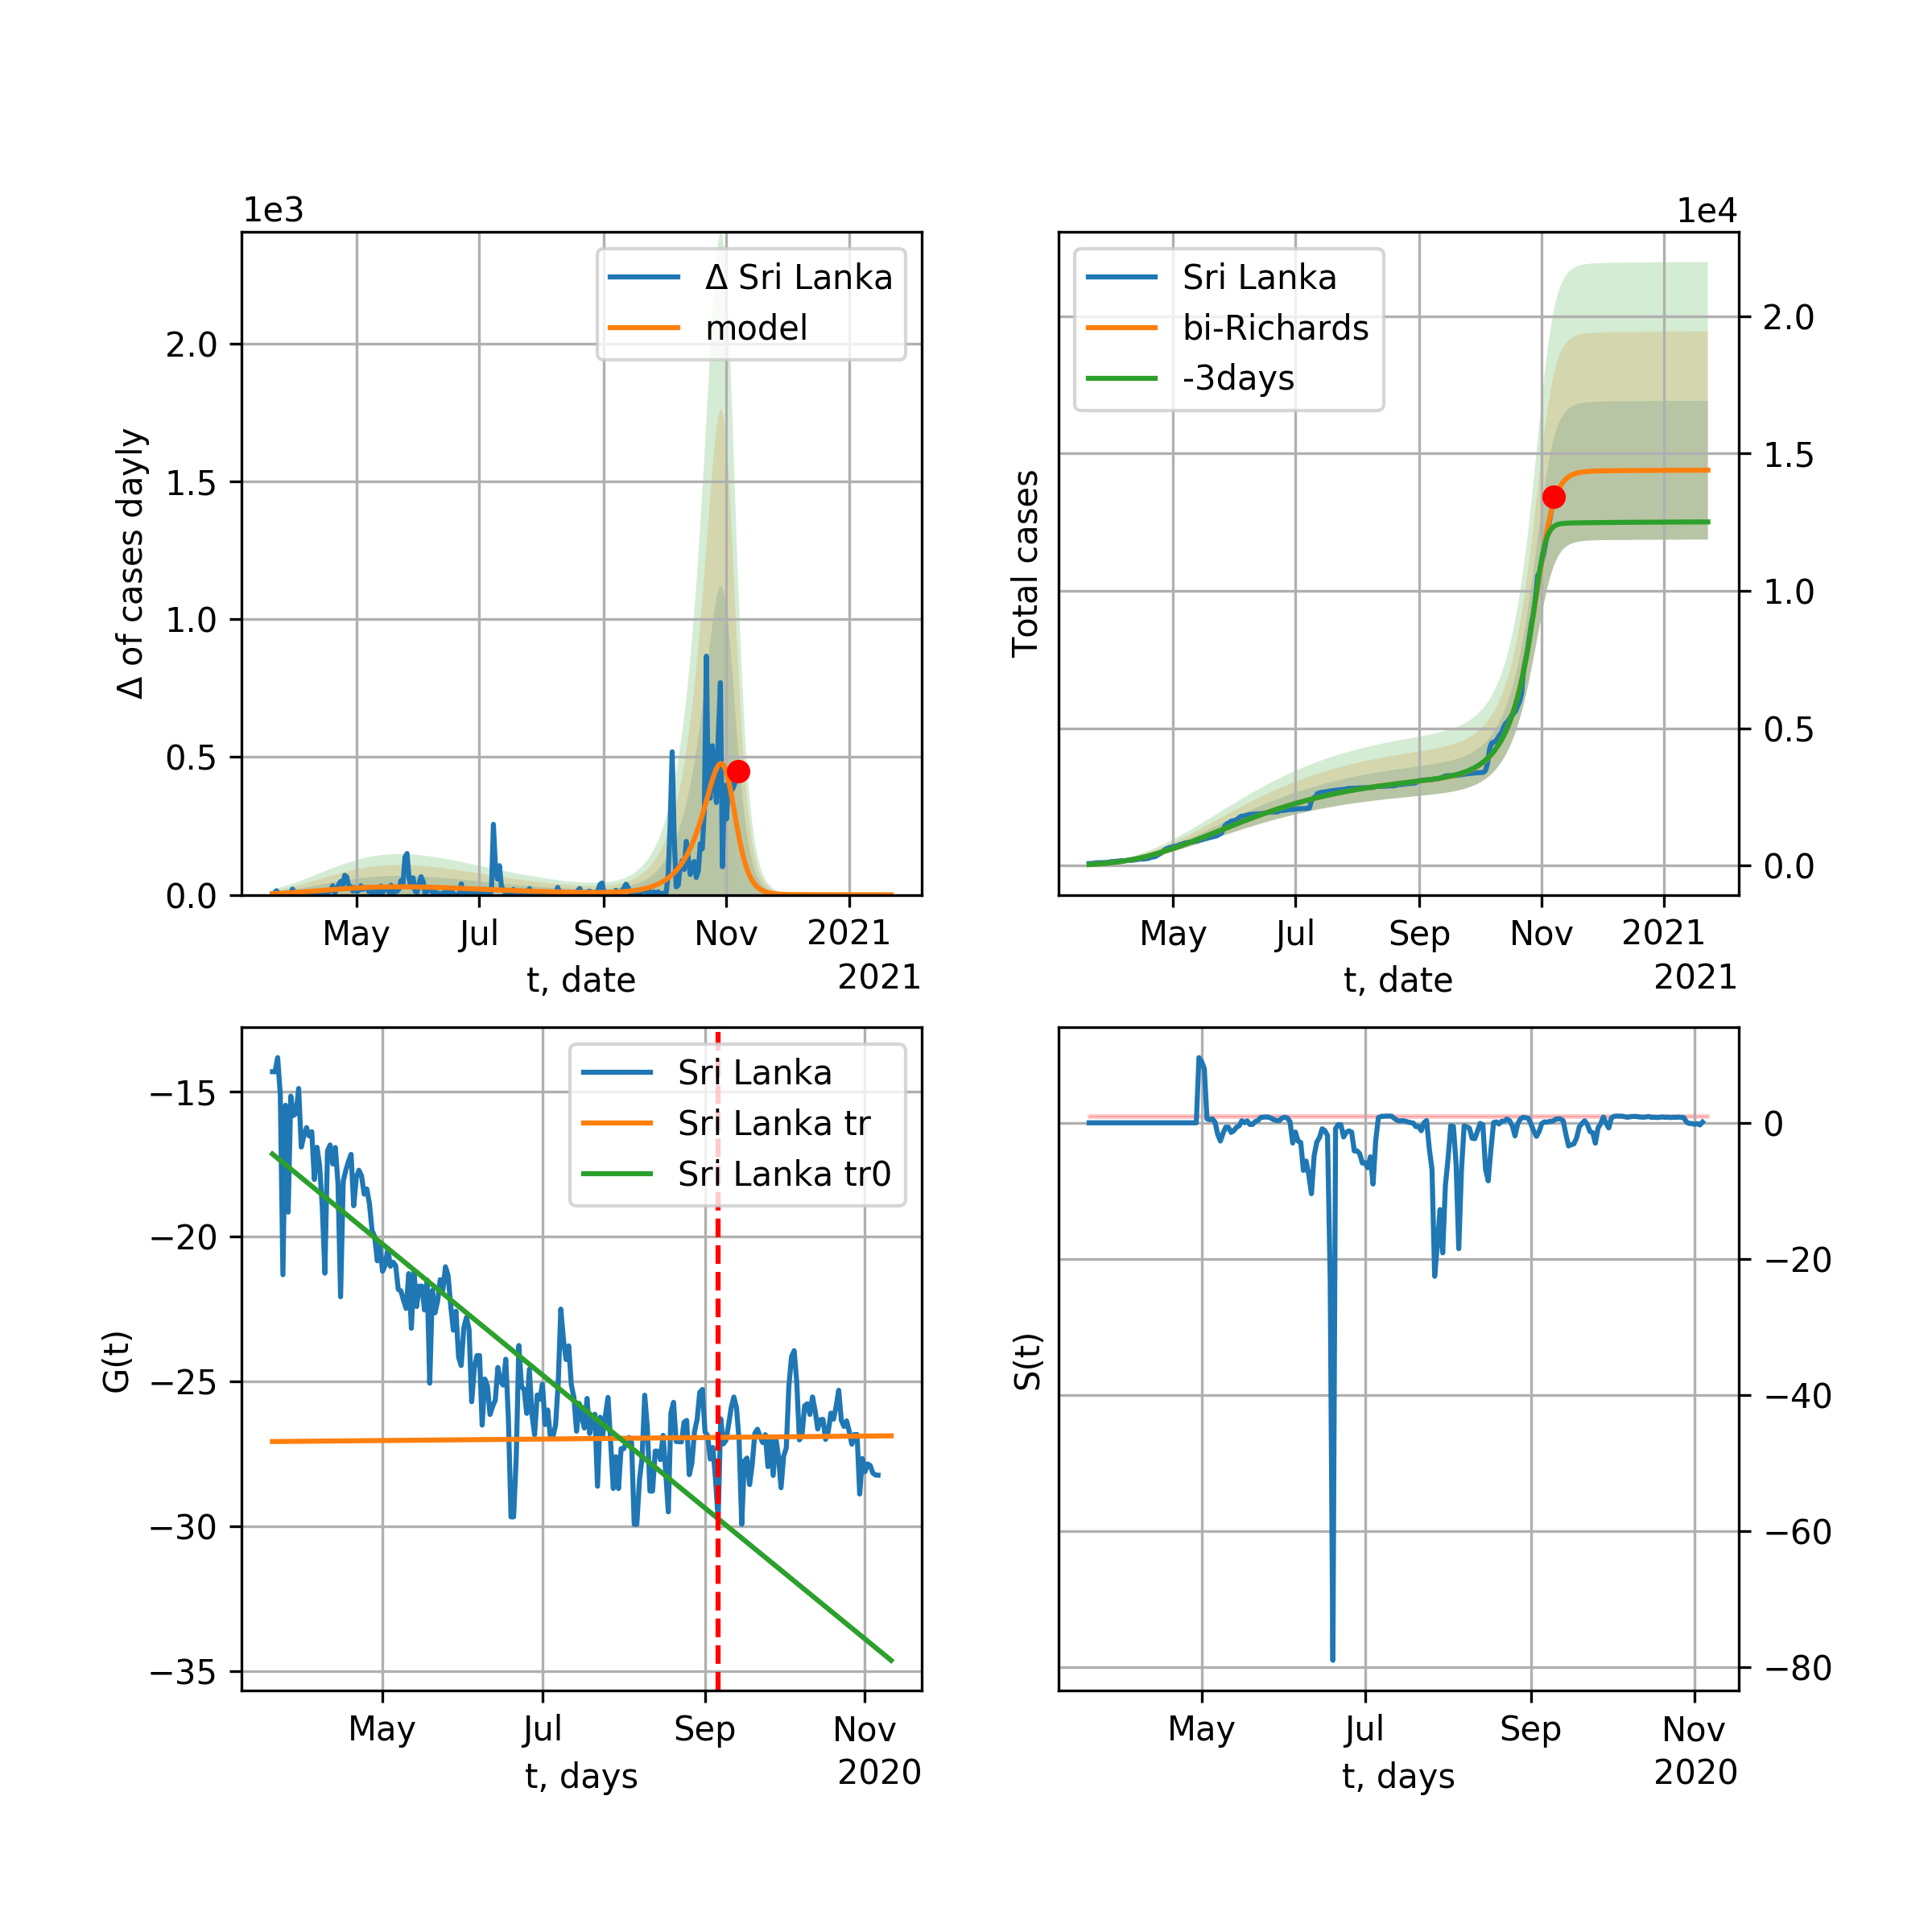 1e3
Δ of cases dayly
2.0
1.5
1.0
0.5
0.0
Δ Sri Lanka
model
May Jul Sep Nov 2021
t, date
2021
1e4
Total cases
Sri Lanka
bi-Richards
-3days
2.0
1.5
1.0
0.5
0.0
May Jul Sep Nov 2021
t, date
2021
G(t)
−15
−20
−25
−30
−35
Sri Lanka
Sri Lanka tr
Sri Lanka tr0
May Jul Sep Nov
t, days
2020
S(t)
0
−20
−40
−60
−80
May Jul Sep Nov
t, days
2020